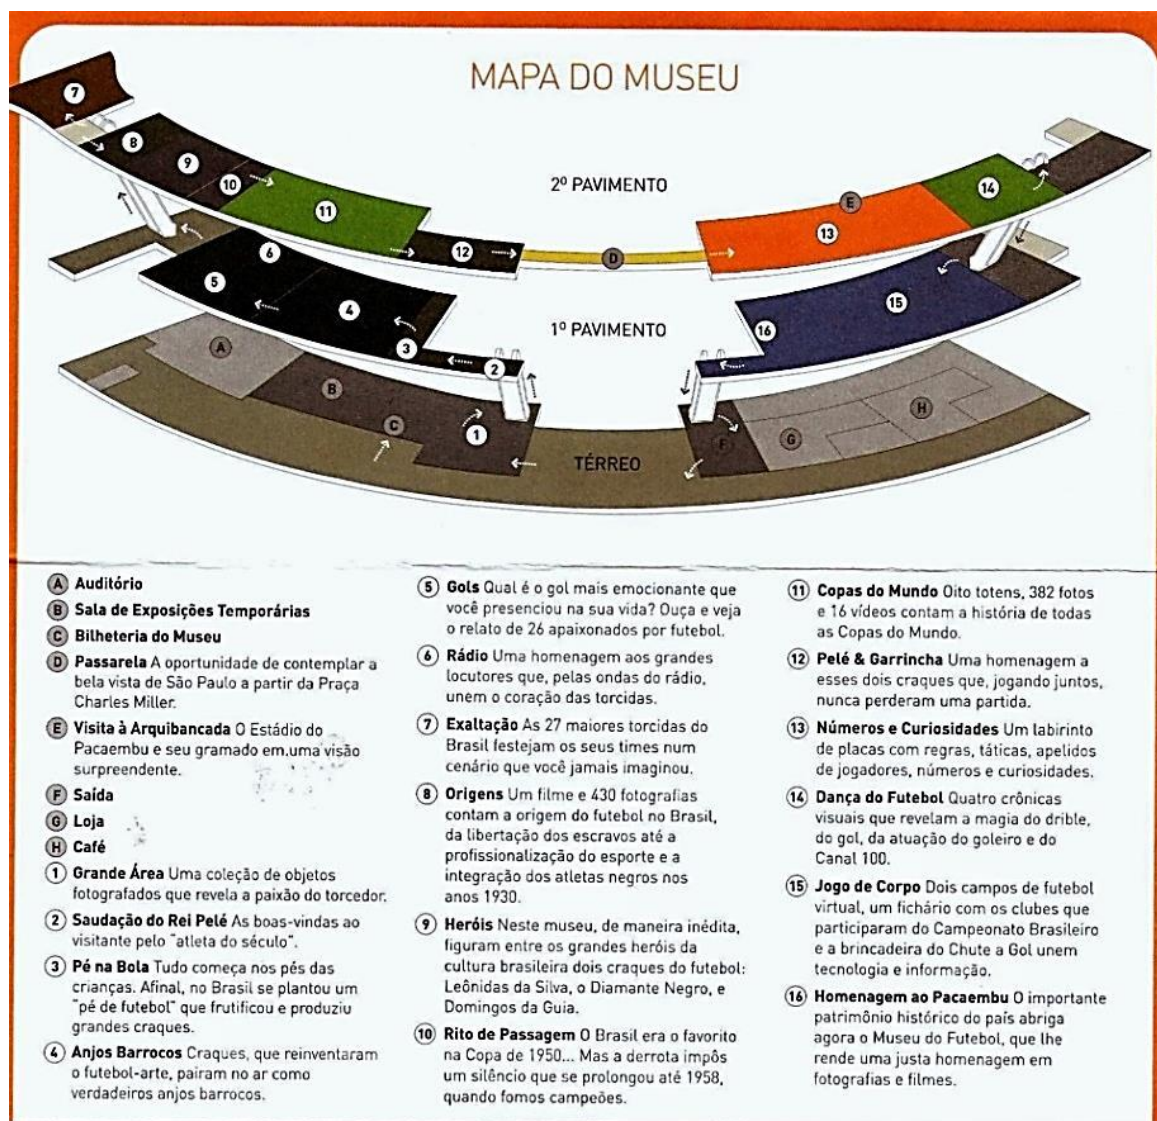 MAPA DO MUSEU
7
8
9
10
2º PAVIMENTO
14
E
11
13
12
D
6
5
4
1º PAVIMENTO
15
16
3
2
A
B
H
C
1
F
G
TÉRREO
A Auditório
B Sala de Exposições Temporárias
C Bilheteria do Museu
D Passarela A oportunidade de contemplar a
bela vista de São Paulo a partir da Praça
Charles Miller.
E Visita à Arquibancada O Estádio do
Pacaembu e seu gramado em.uma visão
surpreendente.
F Saída
G Loja
H Café
1 Grande Área Uma coleção de objetos
fotografados que revela a paixão do torcedor.
2 Saudação do Rei Pelé As boas-vindas ao
visitante pelo "atleta do século".
3 Pé na Bola Tudo começa nos pés das
crianças. Afinal, no Brasil se plantou um
"pé de futebol" que frutificou e produziu
grandes craques.
4 Anjos Barrocos Craques, que reinventaram
o futebol-arte, pairam no ar como
verdadeiros anjos barrocos.
5 Gols Qual é o gol mais emocionante que
você presenciou na sua vida? Ouça e veja
o relato de 26 apaixonados por futebol.
6 Rádio Uma homenagem aos grandes
locutores que, pelas ondas do rádio,
unem o coração das torcidas.
7 Exaltação As 27 maiores torcidas do
Brasil festejam os seus times num
cenário que você jamais imaginou.
8 Origens Um filme e 430 fotografias
contam a origem do futebol no Brasil,
da libertação dos escravos até a
profissionalização do esporte e a
integração dos atletas negros nos
anos 1930.
9 Heróis Neste museu, de maneira inédita,
figuram entre os grandes heróis da
cultura brasileira dois craques do futebol:
Leônidas da Silva, o Diamante Negro, e
Domingos da Guia.
10 Rito de Passagem O Brasil era o favorito
na Copa de 1950... Mas a derrota impôs
um silêncio que se prolongou até 1958,
quando fomos campeões.
11 Copas do Mundo Oito totens, 382 fotos
e 16 vídeos contam a história de todas
as Copas do Mundo.
12 Pelé & Garrincha Uma homenagem a
esses dois craques que, jogando juntos,
nunca perderam uma partida.
13 Números e Curiosidades Um labirinto
de placas com regras, táticas, apelidos
de jogadores, números e curiosidades.
14 Dança do Futebol Quatro crônicas
visuais que revelam a magia do drible,
do gol, da atuação do goleiro e do
Canal 100.
15 Jogo de Corpo Dois campos de futebol
virtual, um fichário com os clubes que
participaram do Campeonato Brasileiro
e a brincadeira do Chute a Gol unem
tecnologia e informação.
16 Homenagem ao Pacaembu O importante
patrimônio histórico do país abriga
agora o Museu do Futebol, que lhe
rende uma justa homenagem em
fotografias e filmes.